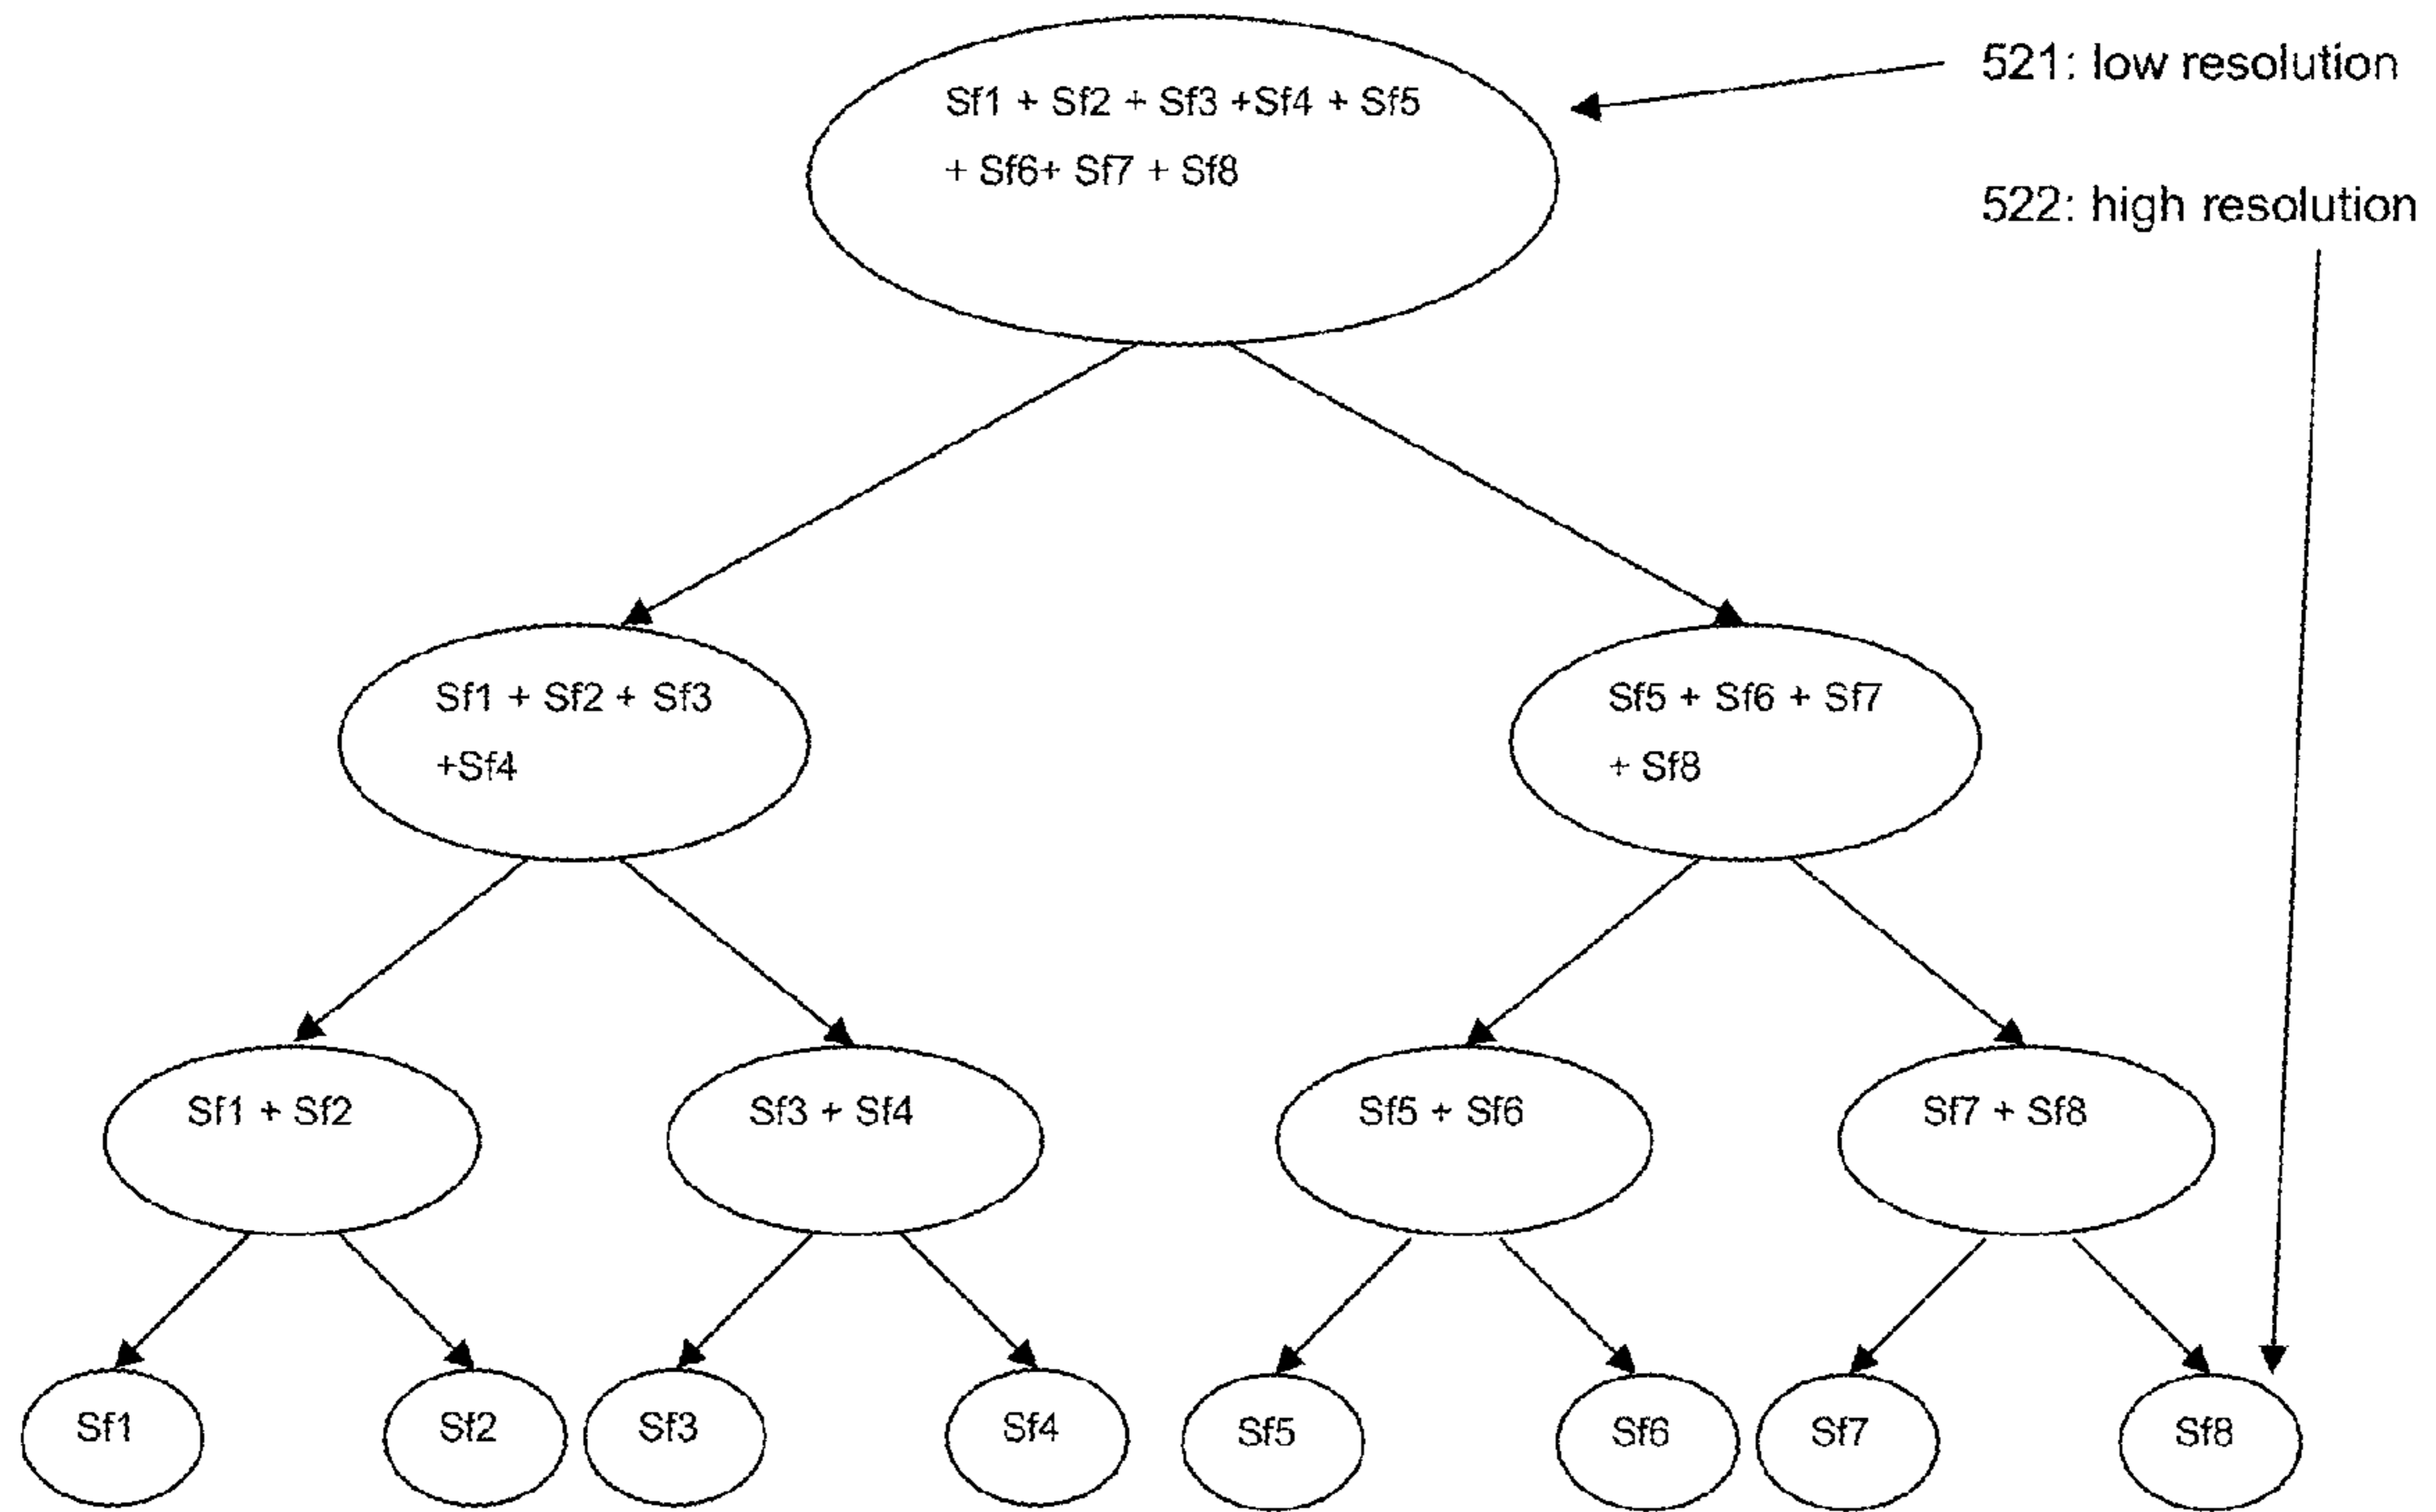 521: low resolution
Sf1 + Sf2 + Sf3 +Sf4 + Sf5
+ Sf6+ Sf7 + Sf8
522: high resolution
Sf1 + Sf2 + Sf3
+Sf4
Sf5 + Sf6 + Sf7
+ Sf8
Sf1 + Sf2
Sf3 + Sf4
Sf5 + Sf6
Sf7 + Sf8
Sf1
Sf2
Sf3
Sf4
Sf5
Sf6
Sf7
Sf8